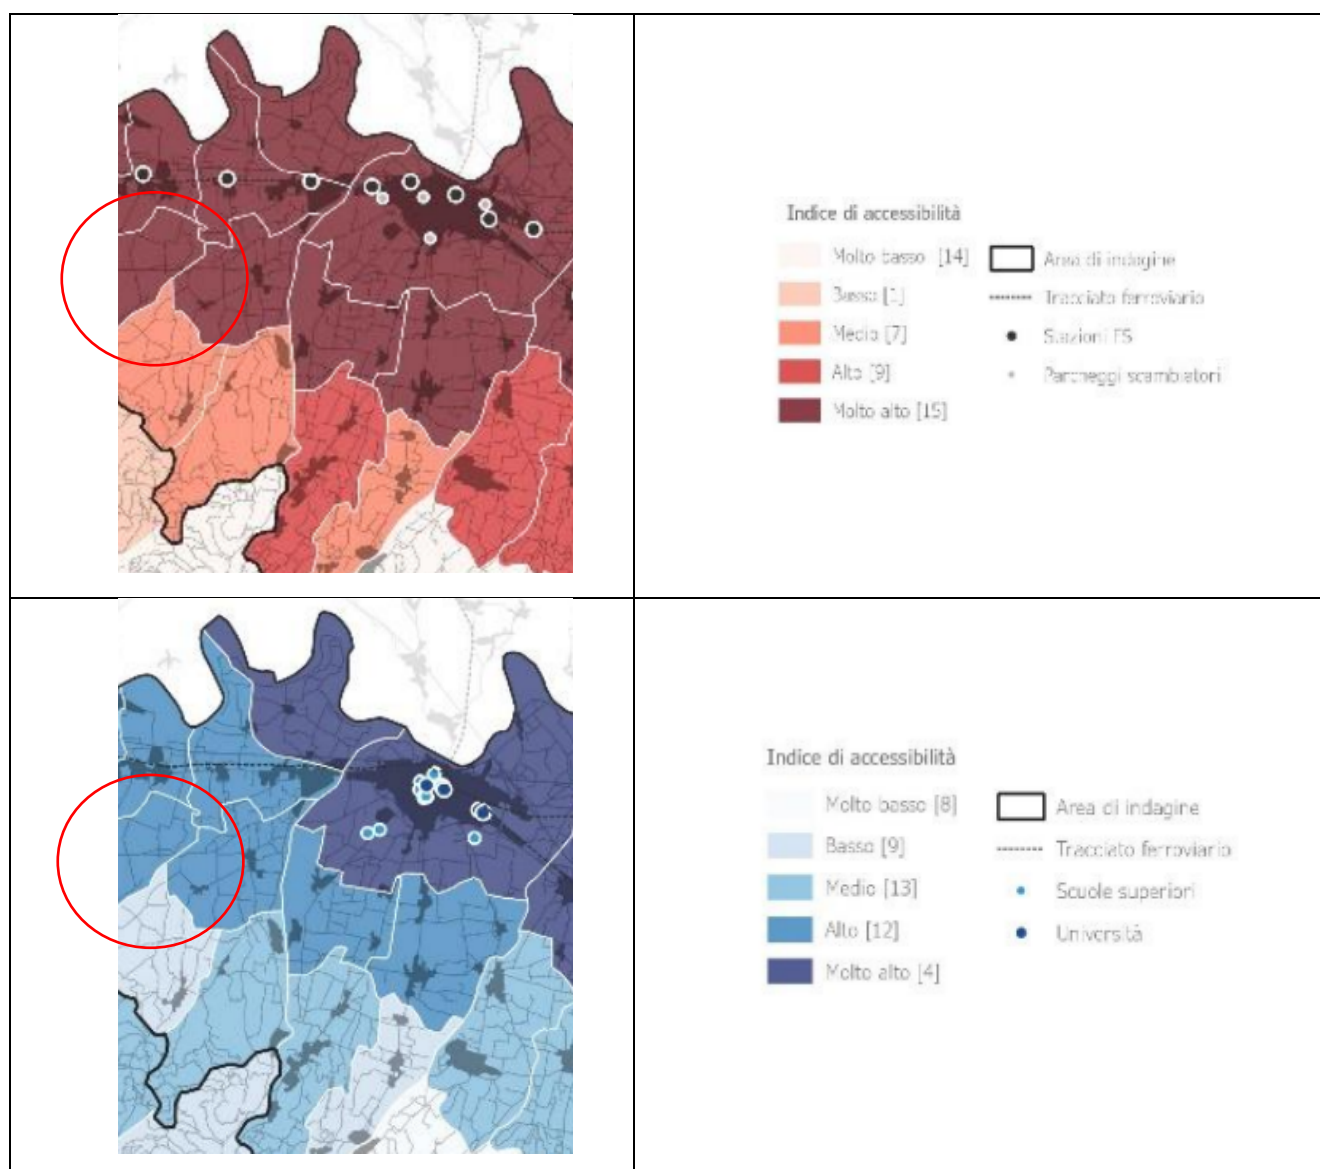 Indice di accessibilità
Molto basso [14]
Basso [1]
Medio [7]
Alto [9]
Molto alto [15]
Area di indagine
Tracciato ferroviario
Stazioni FS
Parcheggi scambiatori
Indice di accessibilità
Molto basso [8]
Basso [9]
Medio [13]
Alto [12]
Molto alto [4]
Area di indagine
Tracciato ferroviario
Scuole superiori
Università